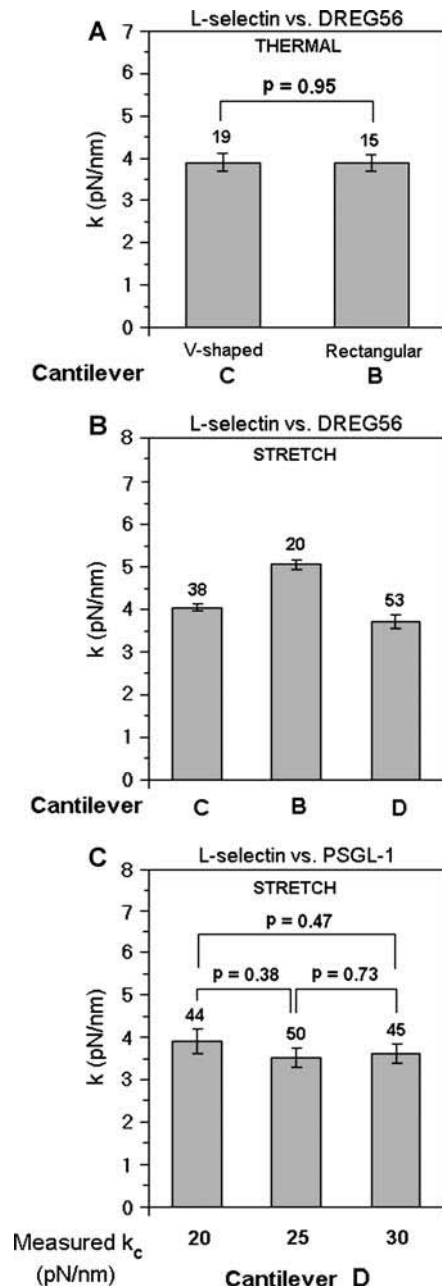 L-selectin vs. DREG56
A
THERMAL
7
6
5
4
3
2
1
0
k (pN/nm)
p = 0.95
19
15
V-shaped
Rectangular
Cantilever
C
B
L-selectin vs. DREG56
B
STRETCH
8
7
6
5
4
3
2
1
0
k (pN/nm)
38
20
53
Cantilever
C
B
D
L-selectin vs. PSGL-1
C
STRETCH
8
7
6
5
4
3
2
1
0
k (pN/nm)
p = 0.47
p = 0.38
p = 0.73
44
50
45
Measured kc
20
25
30
(pN/nm)
Cantilever D